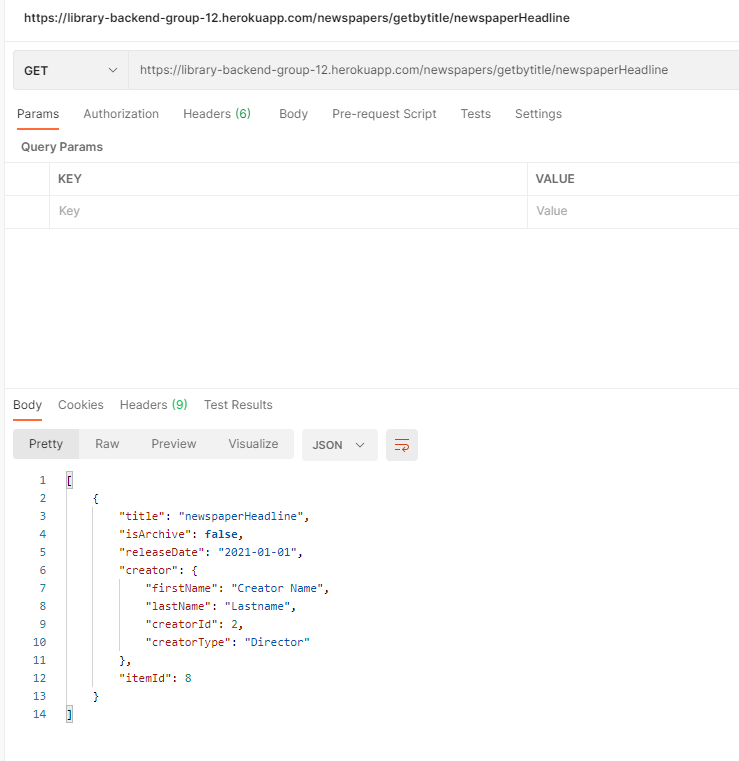 https://library-backend-group-12.herokuapp.com/newspapers/getbytitle/newspaperHeadline
GET https://library-backend-group-12.herokuapp.com/newspapers/getbytitle/newspaperHeadline
Params Authorization Headers (6) Body Pre-request Script Tests Settings
Query Params
KEY VALUE
Key Value
Body Cookies Headers (9) Test Results
Pretty Raw Preview Visualize JSON
1 [
2 {
3 "title": "newspaperHeadline",
4 "isArchive": false,
5 "releaseDate": "2021-01-01",
6 "creator": {
7 "firstName": "Creator Name",
8 "lastName": "Lastname",
9 "creatorId": 2,
10 "creatorType": "Director"
11 },
12 "itemId": 8
13 }
14 ]